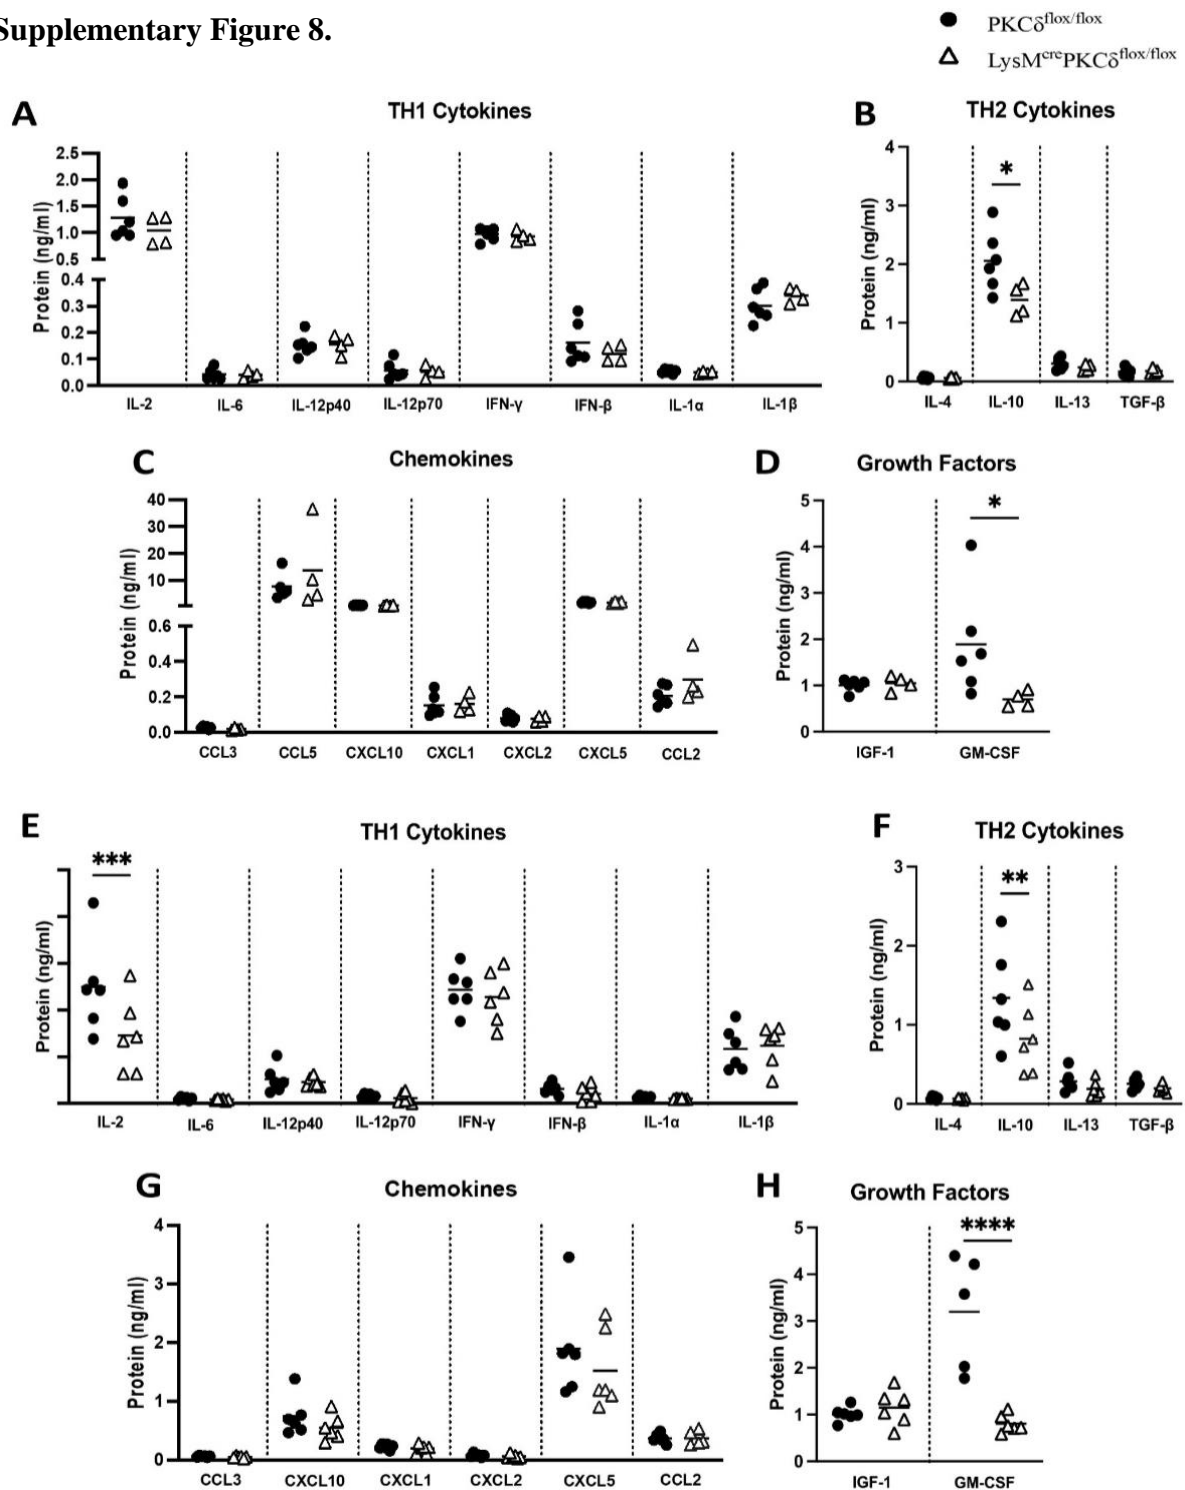 Supplementary Figure 8.
PKCδflox/flox
LysMcrePKCδflox/flox
A
TH1 Cytokines
Protein (ng/ml)
2.5
2.0
1.5
1.0
0.5
0.4
0.3
0.2
0.1
0.0
IL-2 IL-6 IL-12p40 IL-12p70 IFN-γ IFN-β IL-1α IL-1β
B
TH2 Cytokines
Protein (ng/ml)
4
3
2
1
0
*
IL-4 IL-10 IL-13 TGF-β
C
Chemokines
Protein (ng/ml)
40
30
20
10
0.6
0.4
0.2
0.0
CCL3 CCL5 CXCL10 CXCL1 CXCL2 CXCL5 CCL2
D
Growth Factors
Protein (ng/ml)
5
4
3
2
1
0
*
IGF-1 GM-CSF
E
TH1 Cytokines
Protein (ng/ml)
***
IL-2 IL-6 IL-12p40 IL-12p70 IFN-γ IFN-β IL-1α IL-1β
F
TH2 Cytokines
Protein (ng/ml)
3
2
1
0
**
IL-4 IL-10 IL-13 TGF-β
G
Chemokines
Protein (ng/ml)
4
3
2
1
0
CCL3 CXCL10 CXCL1 CXCL2 CXCL5 CCL2
H
Growth Factors
Protein (ng/ml)
5
4
3
2
1
0
****
IGF-1 GM-CSF